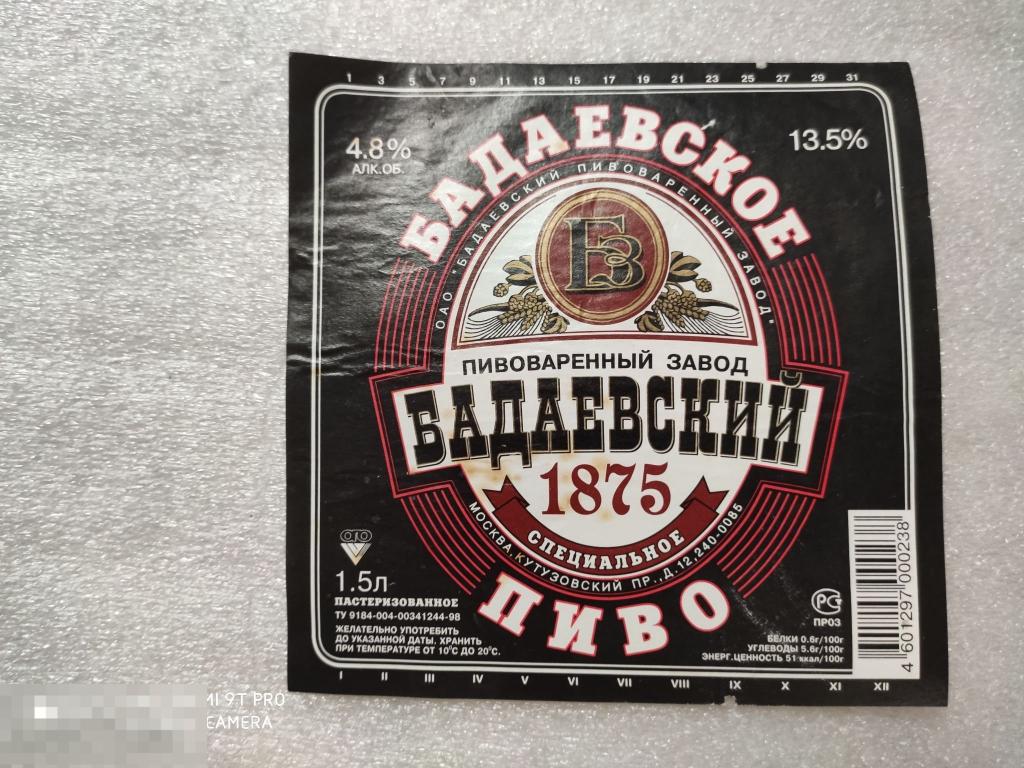 1 3 5 7 9 11 13 15 17 19 21 23 25 27 29 31
4.8%
АЛК.ОБ.
13.5%
БАДАЕВСКОЕ
ОАО "БАДАЕВСКИЙ ПИВОВАРЕННЫЙ ЗАВОД"
БЗ
ПИВОВАРЕННЫЙ ЗАВОД
БАДАЕВСКИЙ
1875
СПЕЦИАЛЬНОЕ
МОСКВА, КУТУЗОВСКИЙ ПР., Д.12, 240-0085
ПИВО
1.5л
ПАСТЕРИЗОВАННОЕ
ТУ 9184-004-00341244-98
ЖЕЛАТЕЛЬНО УПОТРЕБИТЬ
ДО УКАЗАННОЙ ДАТЫ. ХРАНИТЬ
ПРИ ТЕМПЕРАТУРЕ ОТ 10°С ДО 20°С.
РС
ПР03
БЕЛКИ 0.6г/100г
УГЛЕВОДЫ 5.6г/100г
ЭНЕРГ.ЦЕННОСТЬ 51 ккал/100г
4 601297 000238
I II III IV V VI VII VIII IX X XI XII
MI 9T PRO
CAMERA